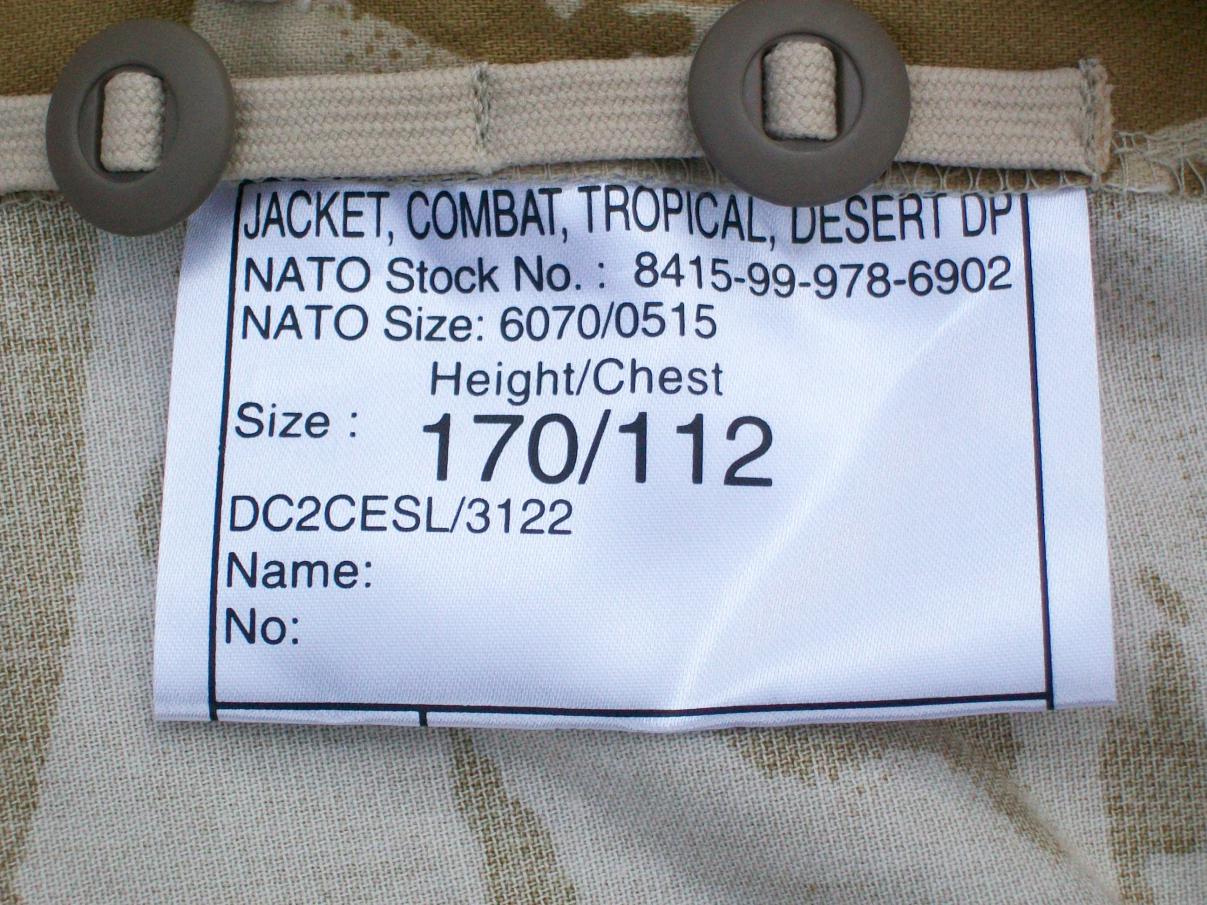 JACKET, COMBAT, TROPICAL, DESERT DP
NATO Stock No. : 8415-99-978-6902
NATO Size: 6070/0515
Height/Chest
Size : 170/112
DC2CESL/3122
Name:
No: